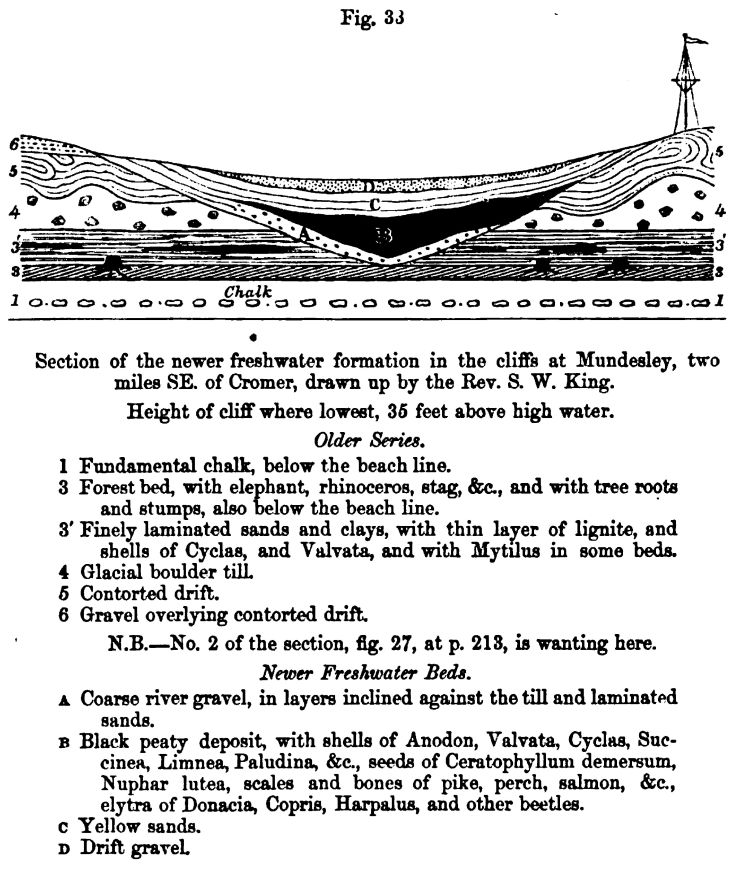 Fig. 33
6
5
5
4
4
3'
3'
3
3
D
C
A
B
Chalk
1
1
Section of the newer freshwater formation in the cliffs at Mundesley, two
miles SE. of Cromer, drawn up by the Rev. S. W. King.
Height of cliff where lowest, 35 feet above high water.
Older Series.
1 Fundamental chalk, below the beach line.
3 Forest bed, with elephant, rhinoceros, stag, &c., and with tree roots
and stumps, also below the beach line.
3' Finely laminated sands and clays, with thin layer of lignite, and
shells of Cyclas, and Valvata, and with Mytilus in some beds.
4 Glacial boulder till.
5 Contorted drift.
6 Gravel overlying contorted drift.
N.B.—No. 2 of the section, fig. 27, at p. 213, is wanting here.
Newer Freshwater Beds.
A Coarse river gravel, in layers inclined against the till and laminated
sands.
B Black peaty deposit, with shells of Anodon, Valvata, Cyclas, Suc-
cinea, Limnea, Paludina, &c., seeds of Ceratophyllum demersum,
Nuphar lutea, scales and bones of pike, perch, salmon, &c.,
elytra of Donacia, Copris, Harpalus, and other beetles.
C Yellow sands.
D Drift gravel.